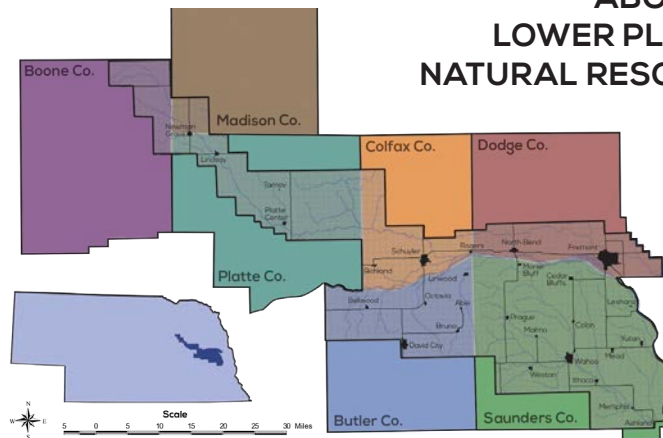 LOWER PL
NATURAL RESO
Boone Co.
Madison Co.
Newman
Grove
Lindsay
Colfax Co.
Dodge Co.
Tarnov
Platte
Center
Platte Co.
Schuyler
Richland
Rogers
North Bend
Fremont
Morse
Bluff
Cedar
Bluffs
Linwood
Bellwood
Octavia
Abie
Bruno
David City
Prague
Malmo
Colon
Leshara
Yutan
Wahoo
Mead
Weston
Ithaca
Memphis
Ashland
Butler Co.
Saunders Co.
N
W
E
S
Scale
5 0 5 10 15 20 25 30 Miles